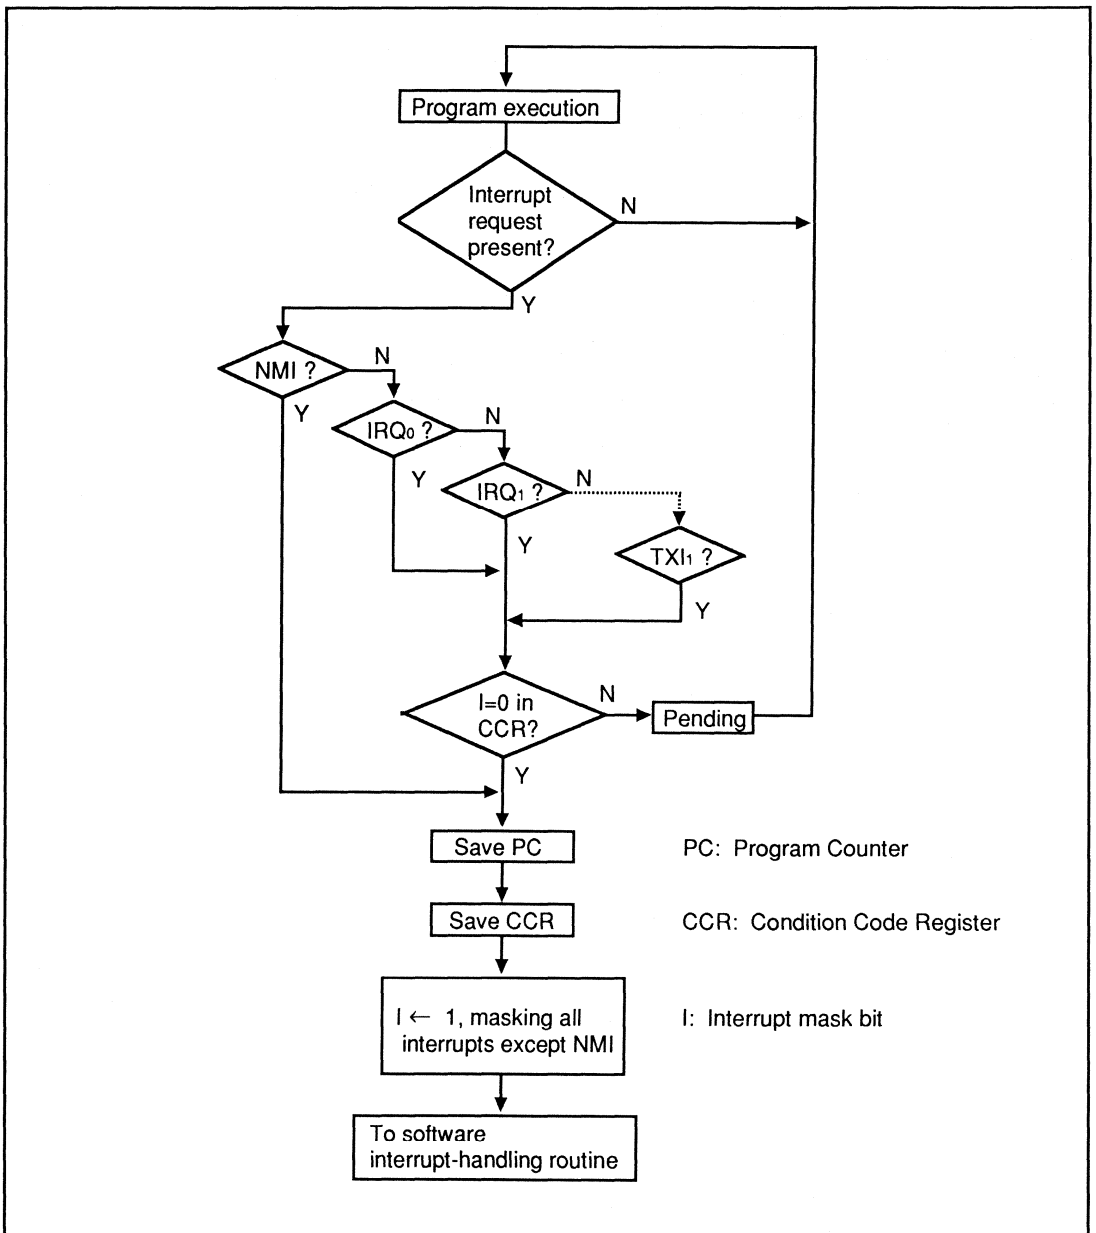 Program execution
Interrupt
request
present?
N
Y
NMI ?
N
Y
IRQ0 ?
N
Y
IRQ1 ?
N
Y
TXI1 ?
Y
I=0 in
CCR?
N
Pending
Y
Save PC
PC: Program Counter
Save CCR
CCR: Condition Code Register
I ← 1, masking all
interrupts except NMI
I: Interrupt mask bit
To software
interrupt-handling routine